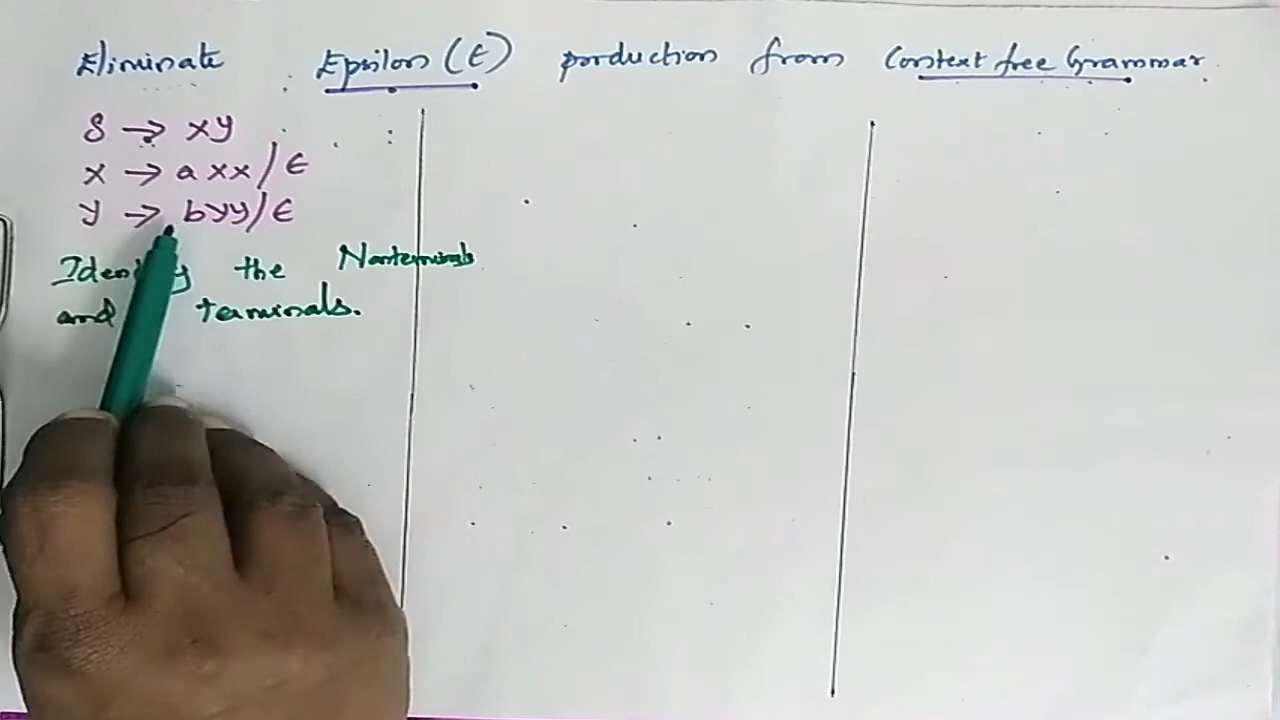 Eliminate Epsilon (ε) production from Context free Grammar.
S → XY
X → aXX/ε
Y → bYY/ε
the Nonterminals
and terminals.